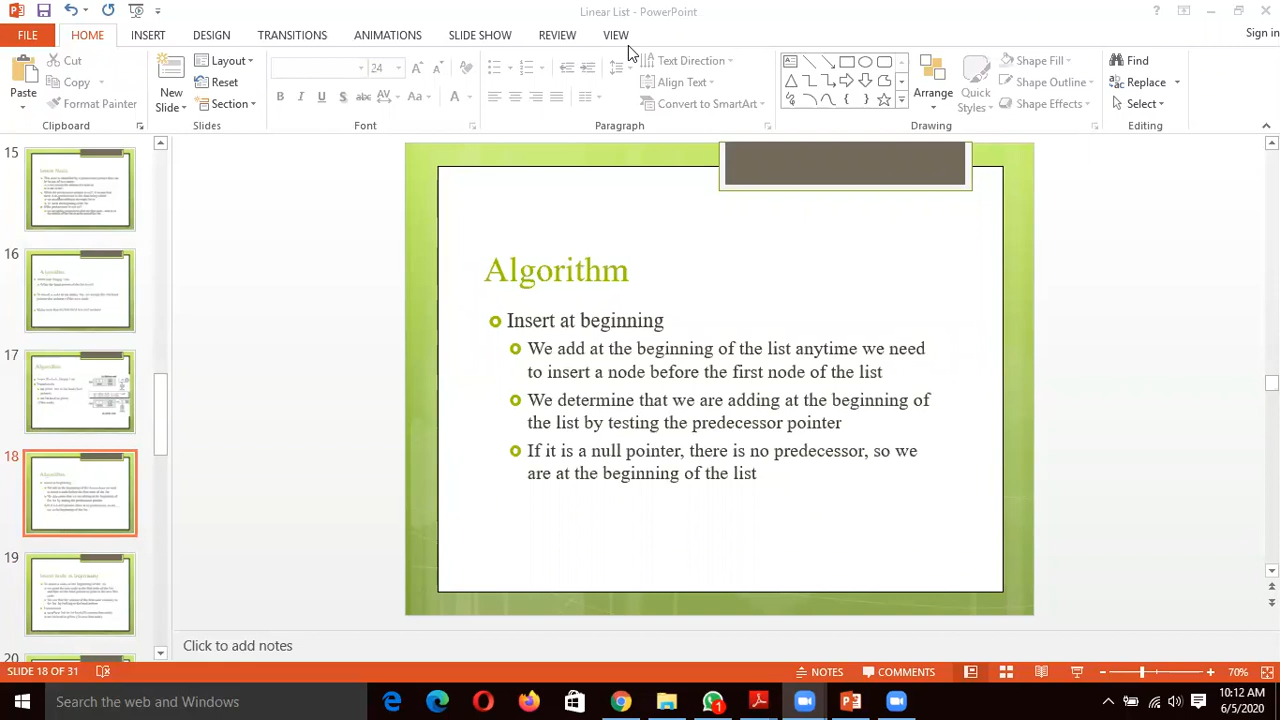 Linear List - PowerPoint
Sign in
FILE HOME INSERT DESIGN TRANSITIONS ANIMATIONS SLIDE SHOW REVIEW VIEW
Paste
Cut
Copy
Format Painter
Clipboard
New
Slide
Layout
Reset
Section
Slides
24
B I U S abc AV Aa A
Font
Text Direction
Align Text
Convert to SmartArt
Paragraph
Arrange
Quick
Styles
Shape Fill
Shape Outline
Shape Effects
Drawing
Find
Replace
Select
Editing
15
16
17
Algorithm
18
Algorithm
19
20
Algorithm
Insert at beginning
We add at the beginning of the list anytime we need
to insert a node before the first node of the list
We determine that we are adding at the beginning of
the list by testing the predecessor pointer
If it is a null pointer, there is no predecessor, so we
are at the beginning of the list
Click to add notes
SLIDE 18 OF 31
NOTES
COMMENTS
70%
Search the web and Windows
1
10:12 AM
6/5/2020